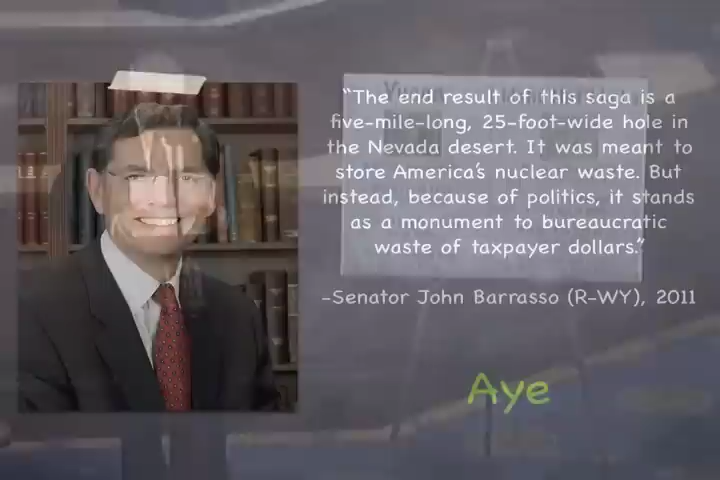 “The end result of this saga is a
five-mile-long, 25-foot-wide hole in
the Nevada desert. It was meant to
store America’s nuclear waste. But
instead, because of politics, it stands
as a monument to bureaucratic
waste of taxpayer dollars.”
-Senator John Barrasso (R-WY), 2011
Aye